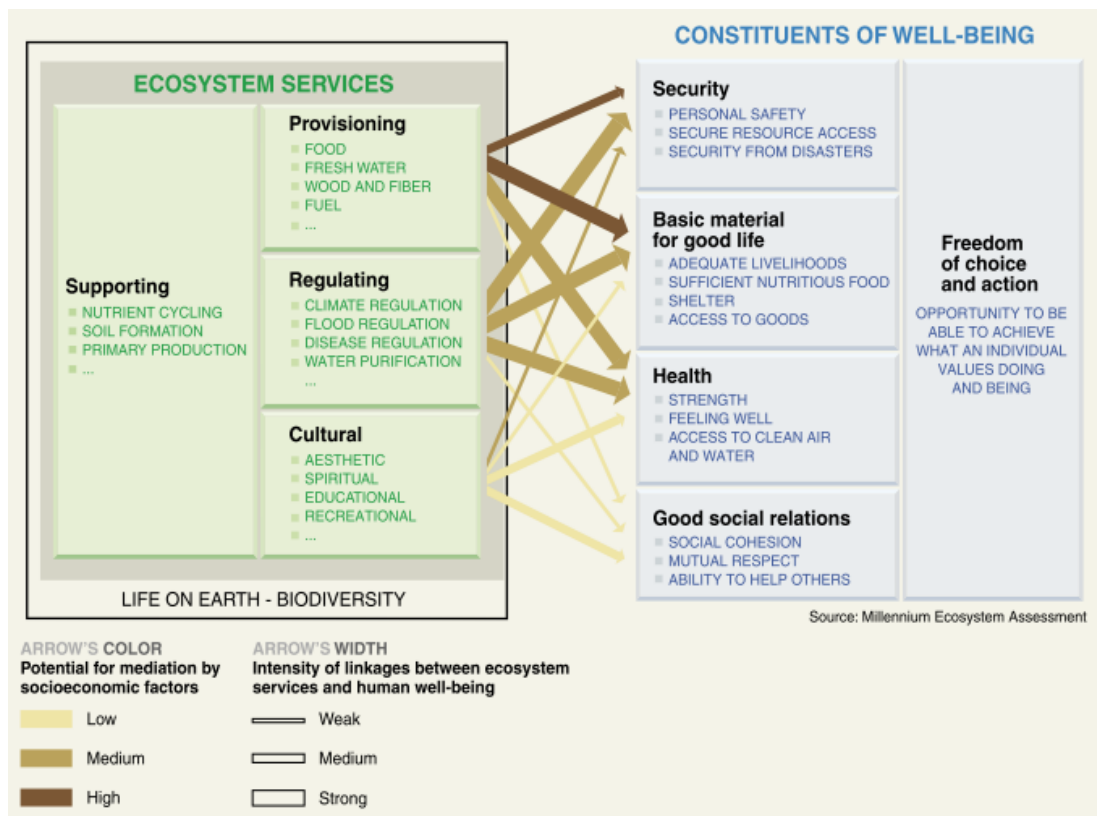 CONSTITUENTS OF WELL-BEING
ECOSYSTEM SERVICES
Supporting
NUTRIENT CYCLING
SOIL FORMATION
PRIMARY PRODUCTION
...
Provisioning
FOOD
FRESH WATER
WOOD AND FIBER
FUEL
...
Regulating
CLIMATE REGULATION
FLOOD REGULATION
DISEASE REGULATION
WATER PURIFICATION
...
Cultural
AESTHETIC
SPIRITUAL
EDUCATIONAL
RECREATIONAL
...
LIFE ON EARTH - BIODIVERSITY
Security
PERSONAL SAFETY
SECURE RESOURCE ACCESS
SECURITY FROM DISASTERS
Basic material
for good life
ADEQUATE LIVELIHOODS
SUFFICIENT NUTRITIOUS FOOD
SHELTER
ACCESS TO GOODS
Health
STRENGTH
FEELING WELL
ACCESS TO CLEAN AIR
AND WATER
Good social relations
SOCIAL COHESION
MUTUAL RESPECT
ABILITY TO HELP OTHERS
Freedom
of choice
and action
OPPORTUNITY TO BE
ABLE TO ACHIEVE
WHAT AN INDIVIDUAL
VALUES DOING
AND BEING
Source: Millennium Ecosystem Assessment
ARROW'S COLOR
Potential for mediation by
socioeconomic factors
Low
Medium
High
ARROW'S WIDTH
Intensity of linkages between ecosystem
services and human well-being
Weak
Medium
Strong